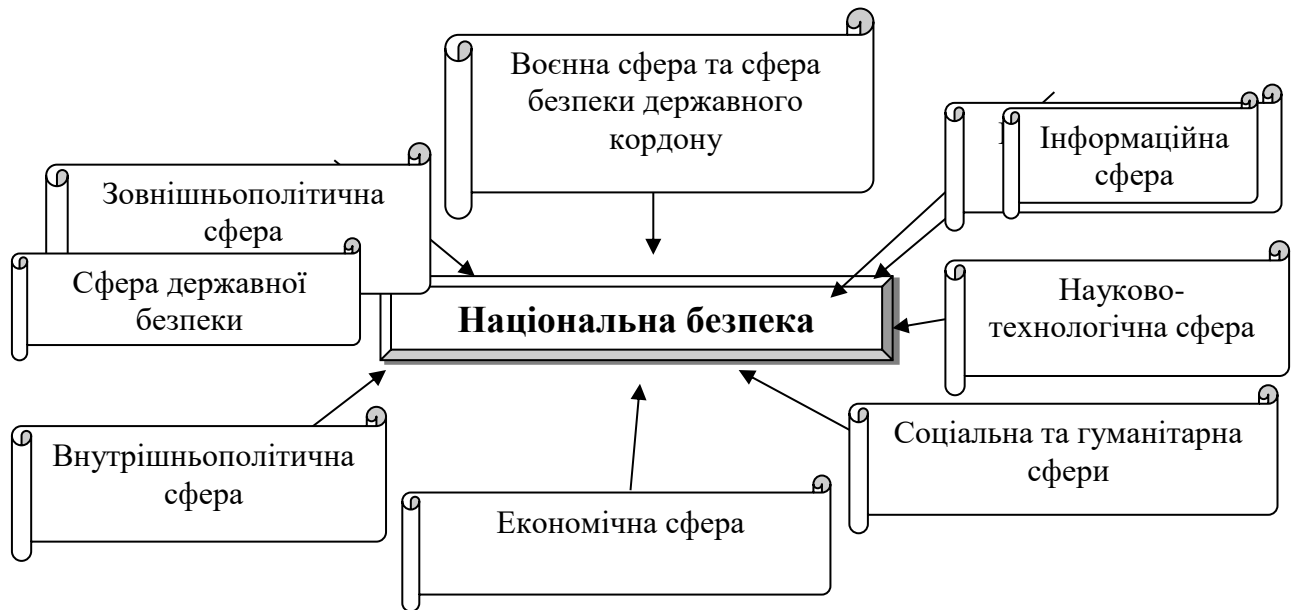 Воєнна сфера та сфера
безпеки державного
кордону
Інформаційна
сфера
Зовнішньополітична
сфера
Сфера державної
безпеки
Національна безпека
Науково-
технологічна сфера
Внутрішньополітична
сфера
Соціальна та гуманітарна
сфери
Економічна сфера